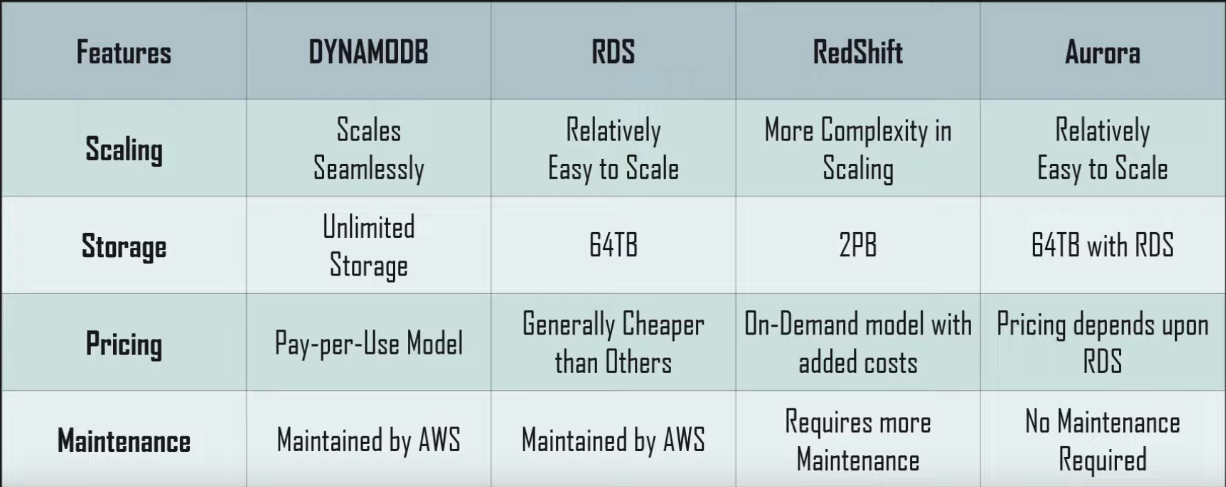 Features DYNAMODB RDS RedShift Aurora
Scaling
Scales
Seamlessly
Relatively
Easy to Scale
More Complexity in
Scaling
Relatively
Easy to Scale
Storage
Unlimited
Storage
64TB
2PB
64TB with RDS
Pricing
Pay-per-Use Model
Generally Cheaper
than Others
On-Demand model with
added costs
Pricing depends upon
RDS
Maintenance
Maintained by AWS
Maintained by AWS
Requires more
Maintenance
No Maintenance
Required